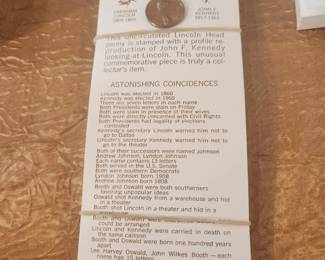 ABRAHAM
LINCOLN
1809-1865
JOHN F.
KENNEDY
1917-1963
This uncirculated Lincoln Head
penny is stamped with a profile re-
production of John F. Kennedy
looking at Lincoln. This unusual
commemorative piece is truly a col-
lector's item.
ASTONISHING COINCIDENCES
Lincoln was elected in 1860
Kennedy was elected in 1960
There are seven letters in each name
Both Presidents were slain on Friday
Both were slain in presence of their wives
Both were directly concerned with Civil Rights
Both Presidents had legality of elections
contested
Kennedy's secretary Lincoln warned him not to
go to Dallas
Lincoln's secretary Kennedy warned him not to
go to the theater
Both of their successors were named Johnson
Andrew Johnson, Lyndon Johnson
Each name contains 13 letters
Both served in the U.S. Senate
Both were southern Democrats
Lyndon Johnson born 1908
Andrew Johnson born 1808
Booth and Oswald were both southerners
favoring unpopular ideas
Oswald shot Kennedy from a warehouse and hid in
a theater
Booth shot Lincoln in a theater and hid in a
Booth and Oswald were
could be arranged
Lincoln and Kennedy were carried in death on
the same caisson
Booth and Oswald were born one hundred years
apart
Lee Harvey Oswald, John Wilkes Booth — each
name has 15 letters